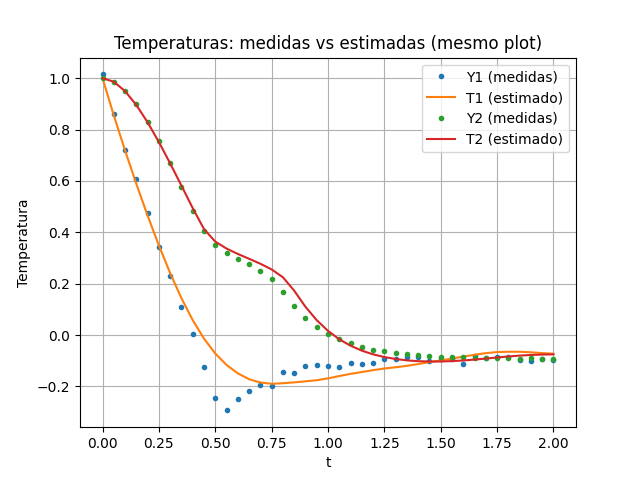 Temperaturas: medidas vs estimadas (mesmo plot)
Y1 (medidas)
T1 (estimado)
Y2 (medidas)
T2 (estimado)
Temperatura
1.0
0.8
0.6
0.4
0.2
0.0
−0.2
0.00 0.25 0.50 0.75 1.00 1.25 1.50 1.75 2.00
t